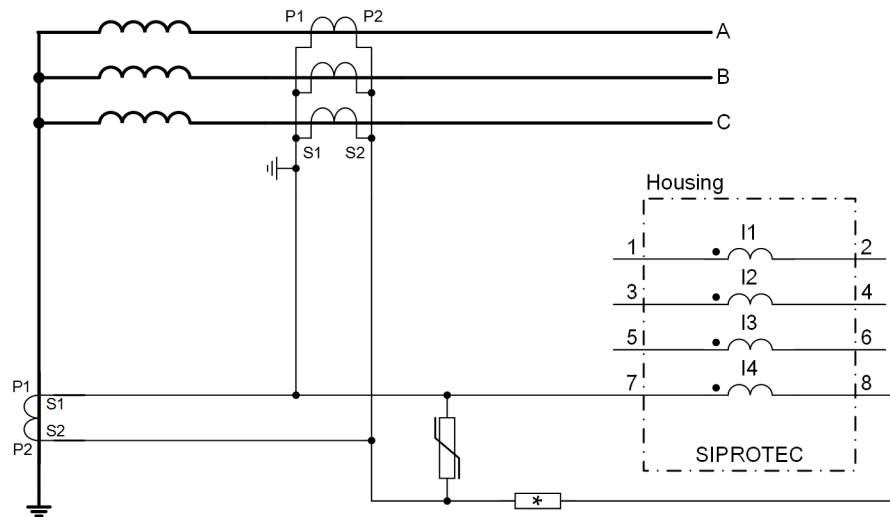 P1 P2
A
B
C
S1 S2
Housing
I1
1 2
I2
3 4
I3
5 6
I4
7 8
SIPROTEC
P1
S1
S2
P2
*